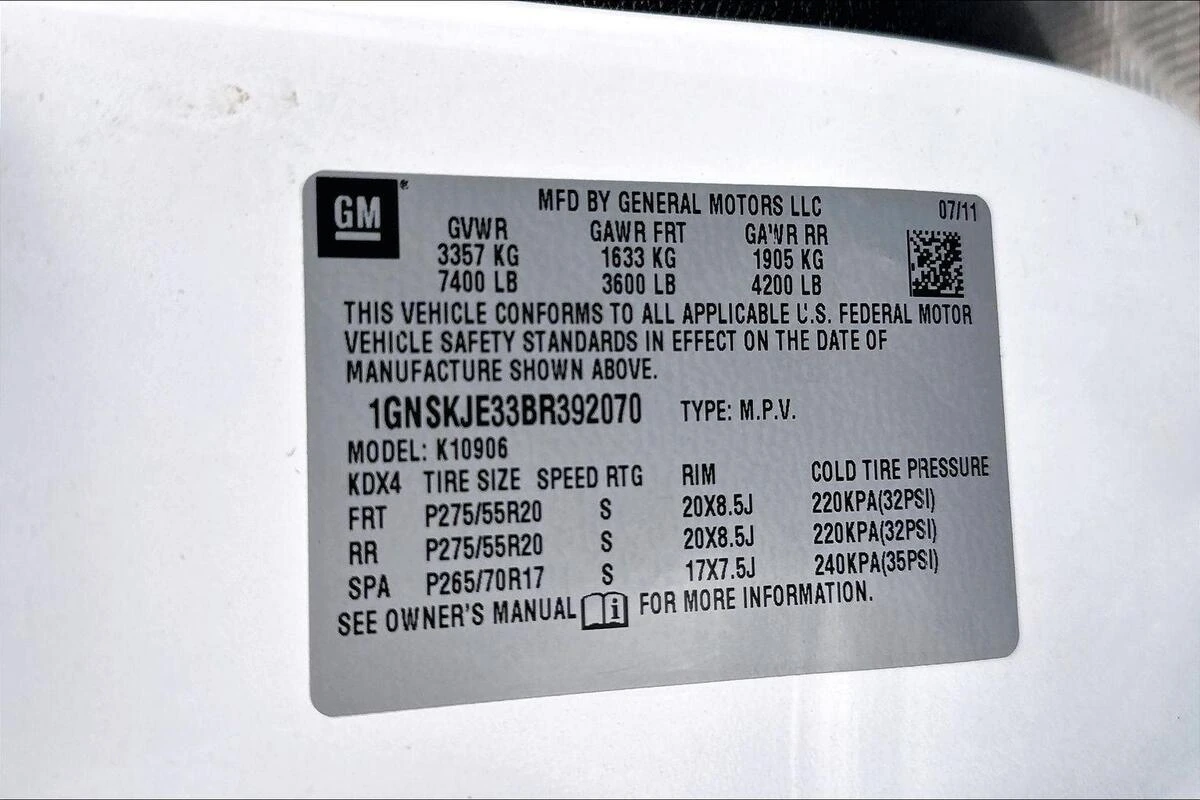 GM
MFD BY GENERAL MOTORS LLC 07/11
GVWR GAWR FRT GAWR RR
3357 KG 1633 KG 1905 KG
7400 LB 3600 LB 4200 LB
THIS VEHICLE CONFORMS TO ALL APPLICABLE U.S. FEDERAL MOTOR
VEHICLE SAFETY STANDARDS IN EFFECT ON THE DATE OF
MANUFACTURE SHOWN ABOVE.
1GNSKJE33BR392070 TYPE: M.P.V.
MODEL: K10906
KDX4 TIRE SIZE SPEED RTG RIM COLD TIRE PRESSURE
FRT P275/55R20 S 20X8.5J 220KPA(32PSI)
RR P275/55R20 S 20X8.5J 220KPA(32PSI)
SPA P265/70R17 S 17X7.5J 240KPA(35PSI)
SEE OWNER'S MANUAL i FOR MORE INFORMATION.